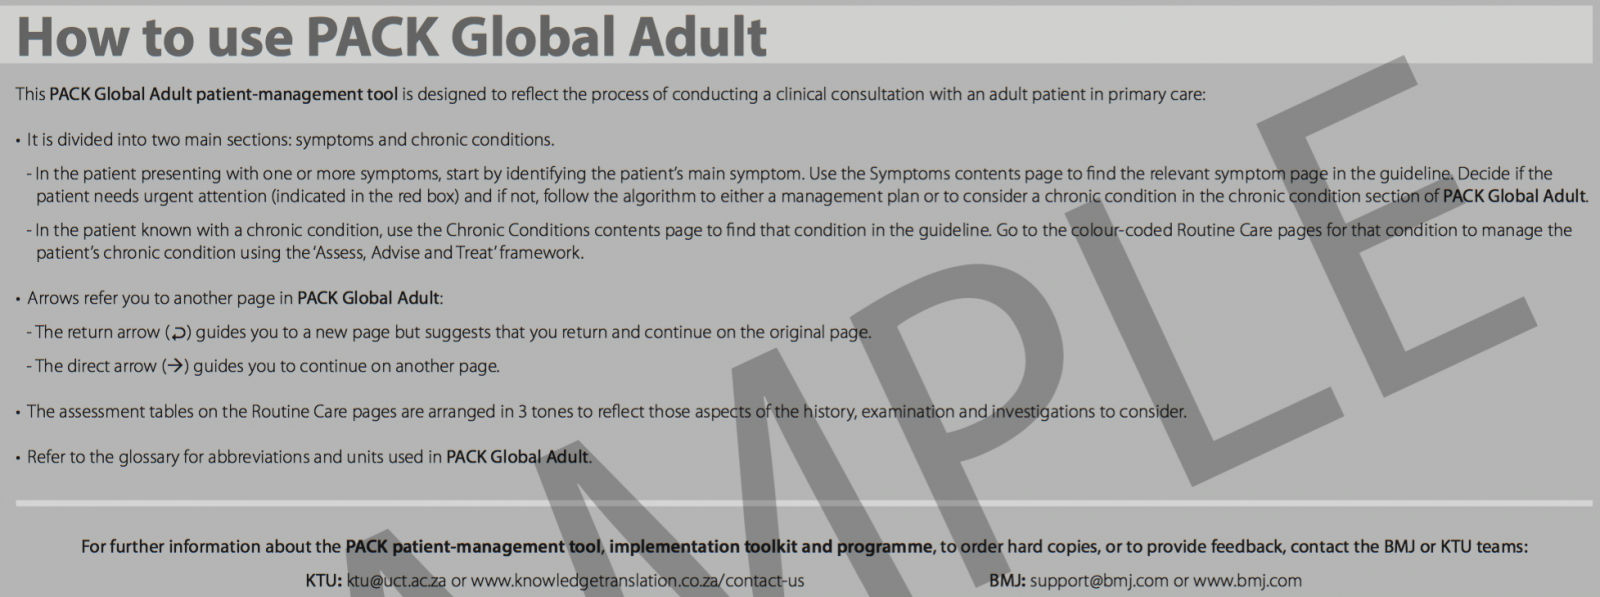 How to use PACK Global Adult
This PACK Global Adult patient-management tool is designed to reflect the process of conducting a clinical consultation with an adult patient in primary care:
• It is divided into two main sections: symptoms and chronic conditions.
- In the patient presenting with one or more symptoms, start by identifying the patient's main symptom. Use the Symptoms contents page to find the relevant symptom page in the guideline. Decide if the
patient needs urgent attention (indicated in the red box) and if not, follow the algorithm to either a management plan or to consider a chronic condition in the chronic condition section of PACK Global Adult.
- In the patient known with a chronic condition, use the Chronic Conditions contents page to find that condition in the guideline. Go to the colour-coded Routine Care pages for that condition to manage the
patient's chronic condition using the 'Assess, Advise and Treat' framework.
• Arrows refer you to another page in PACK Global Adult:
- The return arrow (⮌) guides you to a new page but suggests that you return and continue on the original page.
- The direct arrow (→) guides you to continue on another page.
• The assessment tables on the Routine Care pages are arranged in 3 tones to reflect those aspects of the history, examination and investigations to consider.
• Refer to the glossary for abbreviations and units used in PACK Global Adult.
For further information about the PACK patient-management tool, implementation toolkit and programme, to order hard copies, or to provide feedback, contact the BMJ or KTU teams:
KTU: ktu@uct.ac.za or www.knowledgetranslation.co.za/contact-us BMJ: support@bmj.com or www.bmj.com
AMPLE